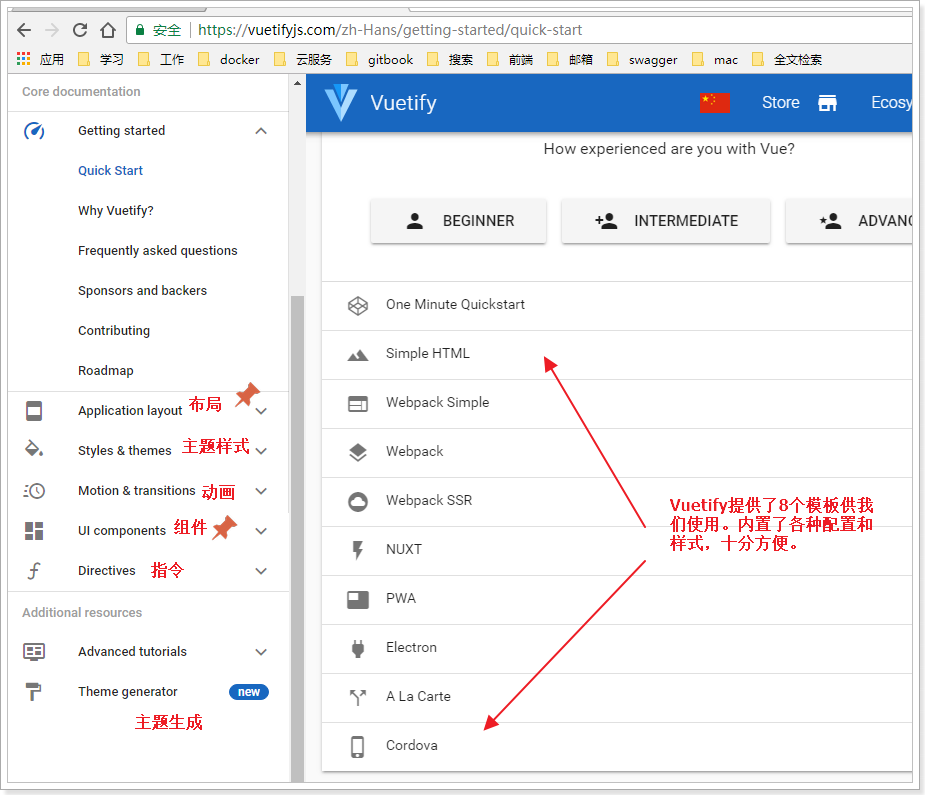 安全 https://vuetifyjs.com/zh-Hans/getting-started/quick-start
应用 学习 工作 docker 云服务 gitbook 搜索 前端 邮箱 swagger mac 全文检索
Core documentation
Getting started
Quick Start
Why Vuetify?
Frequently asked questions
Sponsors and backers
Contributing
Roadmap
Application layout 布局
Styles & themes 主题样式
Motion & transitions 动画
UI components 组件
Directives 指令
Additional resources
Advanced tutorials
Theme generator new
主题生成
Vuetify Store Ecosy
How experienced are you with Vue?
BEGINNER INTERMEDIATE ADVANC
One Minute Quickstart
Simple HTML
Webpack Simple
Webpack
Webpack SSR
NUXT
PWA
Electron
A La Carte
Cordova
Vuetify提供了8个模板供我
们使用。内置了各种配置和
样式，十分方便。